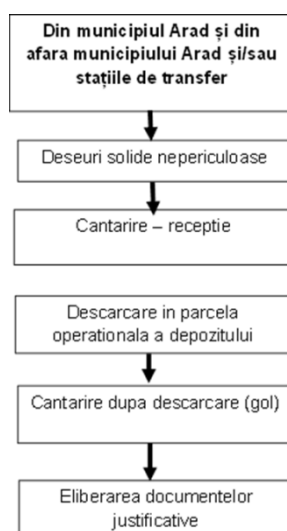 Din municipiul Arad și din
afara municipiului Arad și/sau
stațiile de transfer
Deseuri solide nepericuloase
Cantarire – receptie
Descarcare in parcela
operationala a depozitului
Cantarire dupa descarcare (gol)
Eliberarea documentelor
justificative